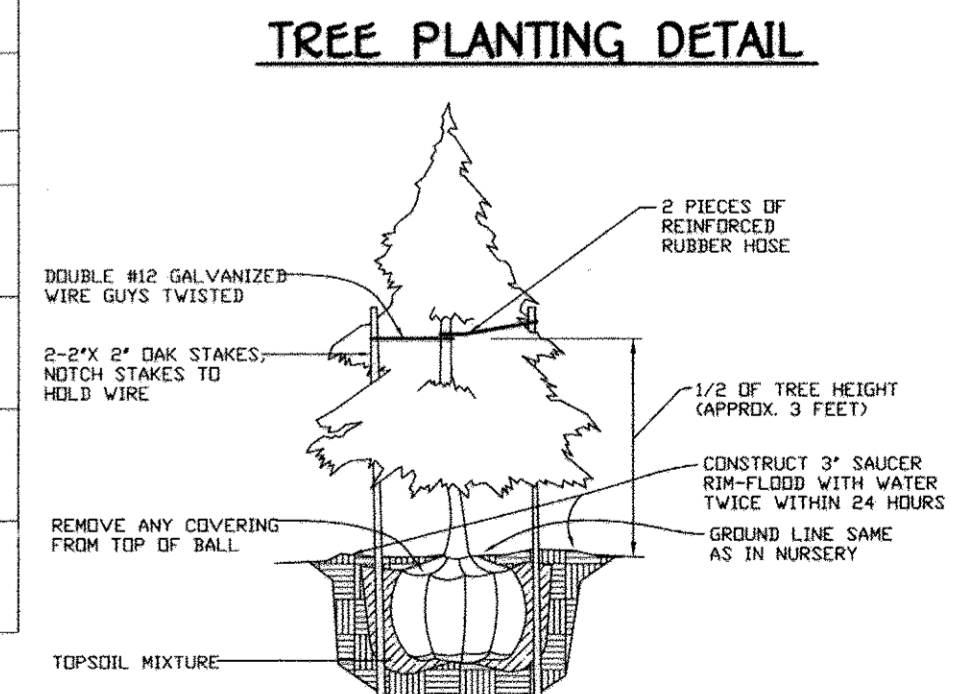 TREE PLANTING DETAIL
2 PIECES OF
REINFORCED
RUBBER HOSE
DOUBLE #12 GALVANIZED
WIRE GUYS TWISTED
2-2"X 2" OAK STAKES,
NOTCH STAKES TO
HOLD WIRE
1/2 OF TREE HEIGHT
(APPROX. 3 FEET)
CONSTRUCT 3" SAUCER
RIM-FLOOD WITH WATER
TWICE WITHIN 24 HOURS
REMOVE ANY COVERING
FROM TOP OF BALL
GROUND LINE SAME
AS IN NURSERY
TOPSOIL MIXTURE